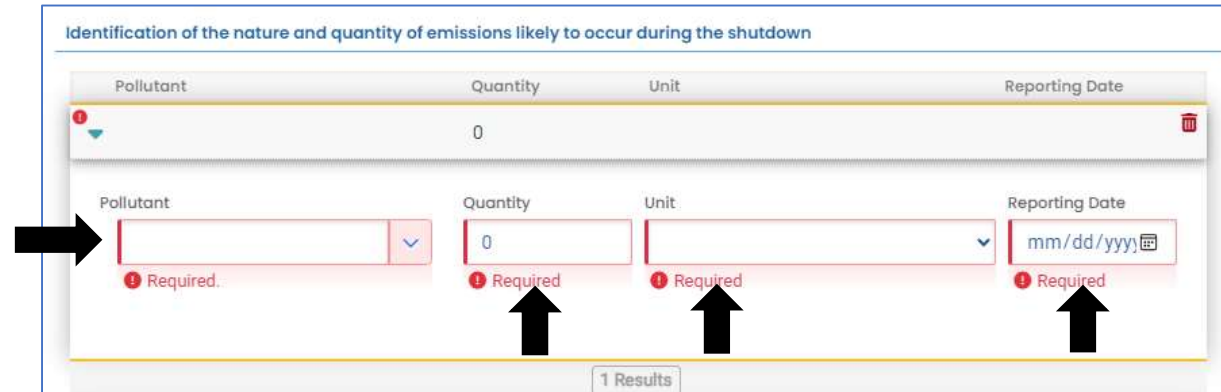 Identification of the nature and quantity of emissions likely to occur during the shutdown
Pollutant Quantity Unit Reporting Date
0
Pollutant Quantity Unit Reporting Date
0 mm/dd/yyyy
Required. Required Required Required
1 Results